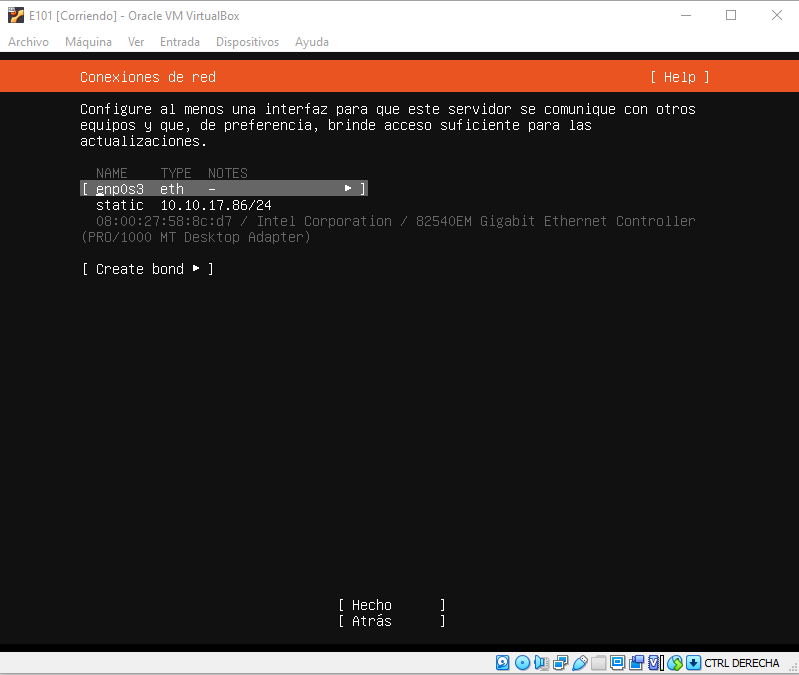 E101 [Corriendo] - Oracle VM VirtualBox
Archivo Máquina Ver Entrada Dispositivos Ayuda
Conexiones de red [ Help ]
Configure al menos una interfaz para que este servidor se comunique con otros
equipos y que, de preferencia, brinde acceso suficiente para las
actualizaciones.
NAME TYPE NOTES
[ enp0s3 eth – ▸ ]
static 10.10.17.86/24
08:00:27:58:8c:d7 / Intel Corporation / 82540EM Gigabit Ethernet Controller
(PRO/1000 MT Desktop Adapter)
[ Create bond ▸ ]
[ Hecho ]
[ Atrás ]
CTRL DERECHA